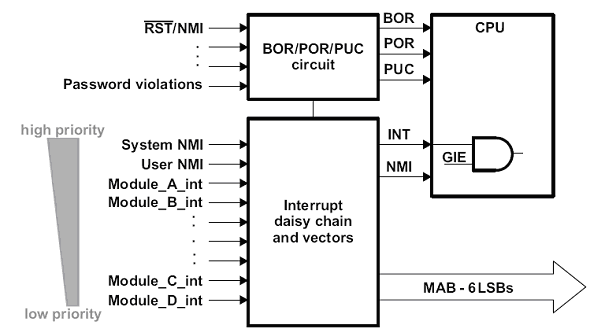 RST/NMI
.
.
.
Password violations
BOR/POR/PUC
circuit
BOR
POR
PUC
CPU
high priority
low priority
System NMI
User NMI
Module_A_int
Module_B_int
.
.
.
Module_C_int
Module_D_int
Interrupt
daisy chain
and vectors
INT
GIE
NMI
MAB - 6LSBs